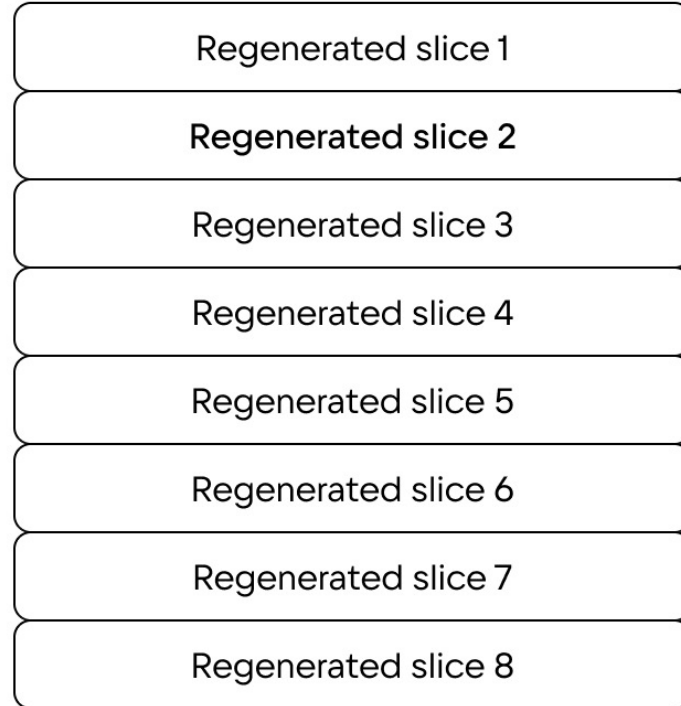 Regenerated slice 1
Regenerated slice 2
Regenerated slice 3
Regenerated slice 4
Regenerated slice 5
Regenerated slice 6
Regenerated slice 7
Regenerated slice 8